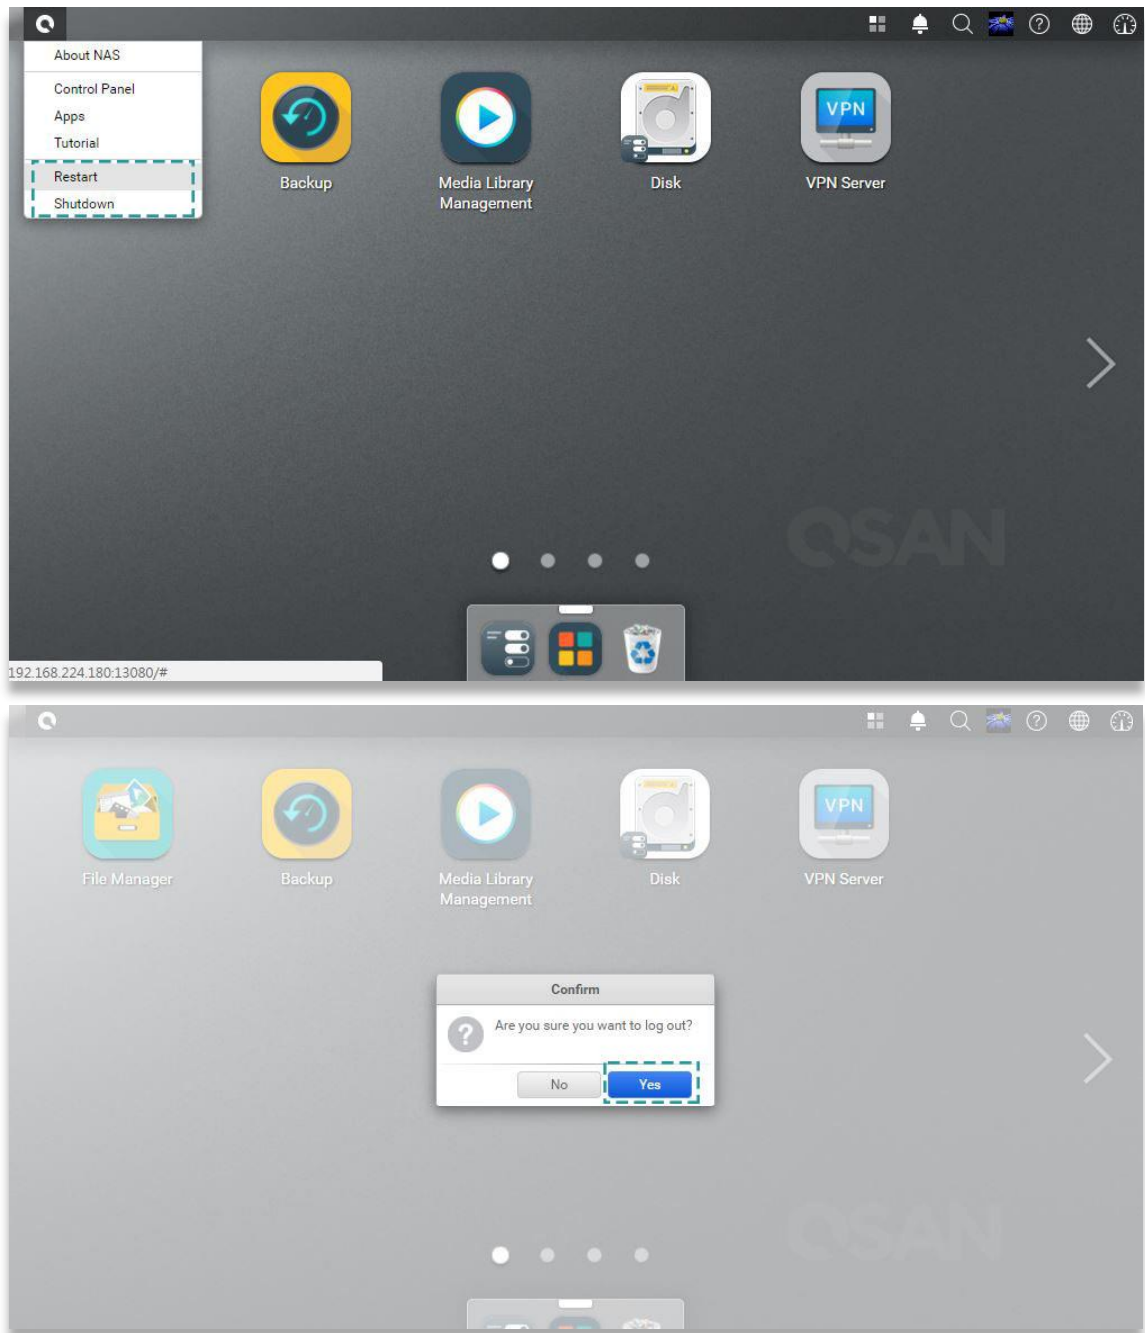 About NAS
Control Panel
Apps
Tutorial
Restart
Shutdown
VPN
Backup
Media Library
Management
Disk
VPN Server
QSAN
192.168.224.180:13080/#
VPN
File Manager
Backup
Media Library
Management
Disk
VPN Server
Confirm
Are you sure you want to log out?
No
Yes
QSAN